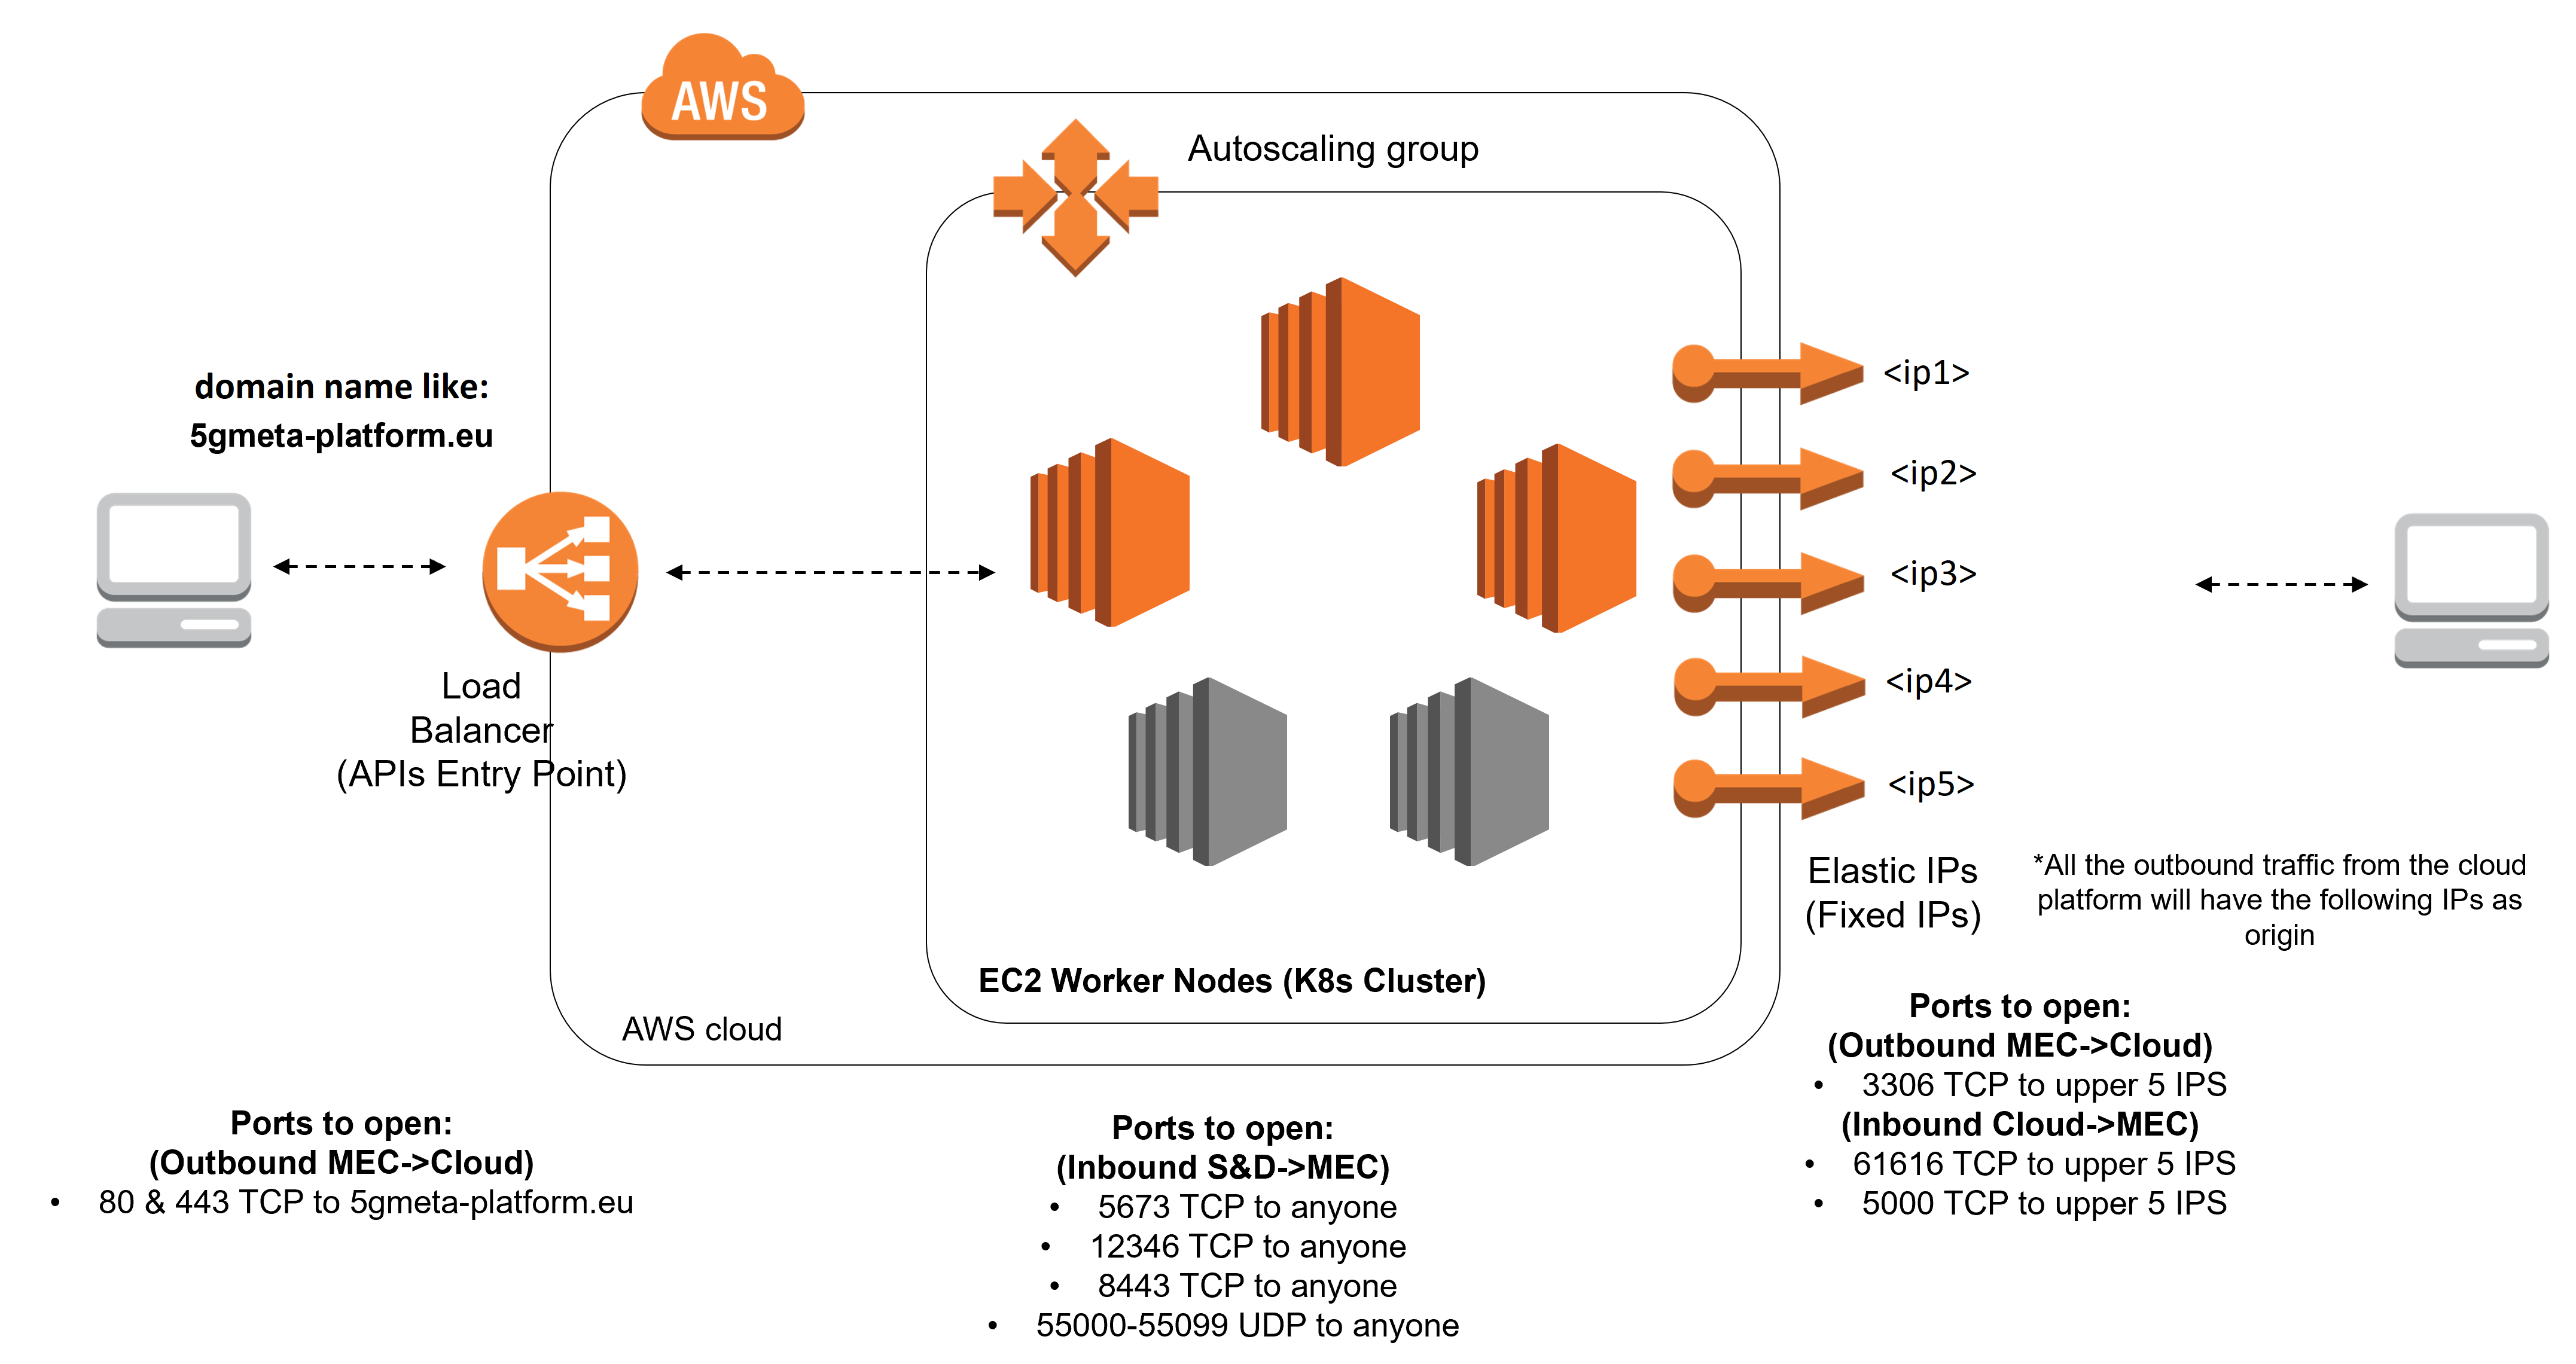 AWS
Autoscaling group
domain name like:
5gmeta-platform.eu
<ip1>
<ip2>
<ip3>
<ip4>
<ip5>
Load
Balancer
(APIs Entry Point)
Elastic IPs
(Fixed IPs)
*All the outbound traffic from the cloud
platform will have the following IPs as
origin
EC2 Worker Nodes (K8s Cluster)
AWS cloud
Ports to open:
(Outbound MEC->Cloud)
• 80 & 443 TCP to 5gmeta-platform.eu
Ports to open:
(Inbound S&D->MEC)
• 5673 TCP to anyone
• 12346 TCP to anyone
• 8443 TCP to anyone
• 55000-55099 UDP to anyone
Ports to open:
(Outbound MEC->Cloud)
• 3306 TCP to upper 5 IPS
(Inbound Cloud->MEC)
• 61616 TCP to upper 5 IPS
• 5000 TCP to upper 5 IPS